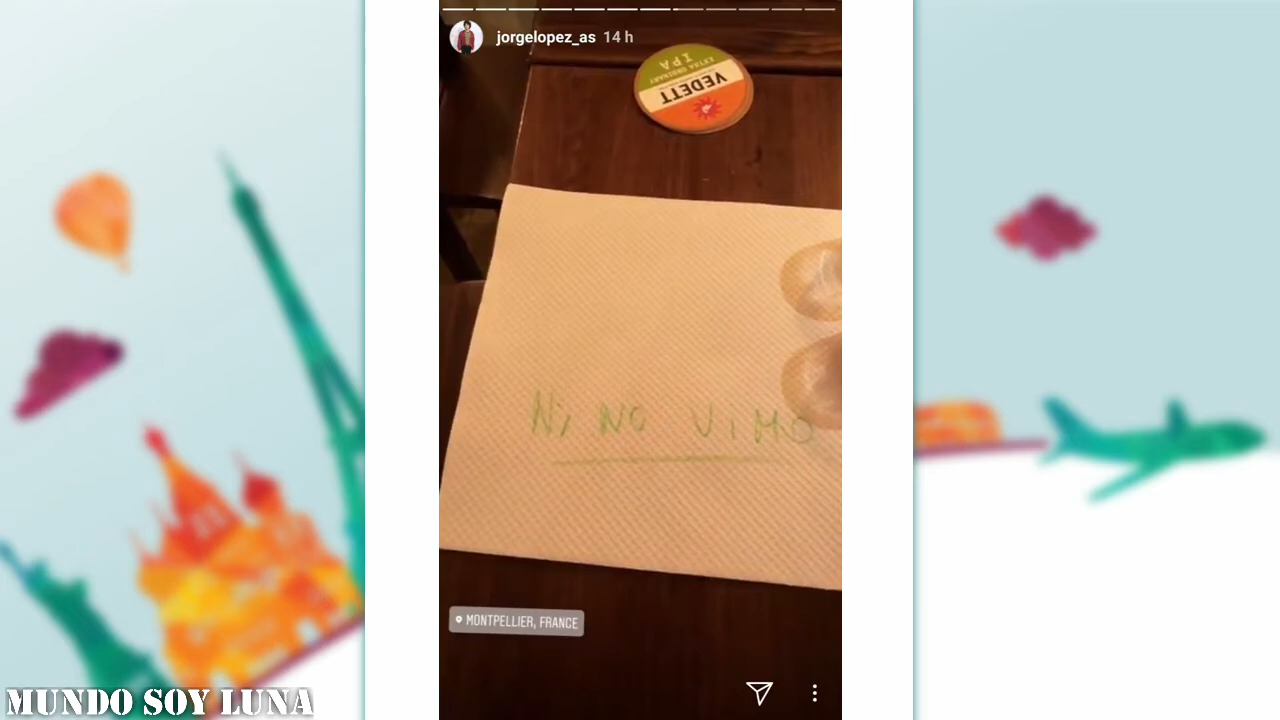 jorgelopez_as 14 h
EXTRA ORDINARY
IPA
VEDETT
Ni NO ViMO
MONTPELLIER, FRANCE
MUNDO SOY LUNA